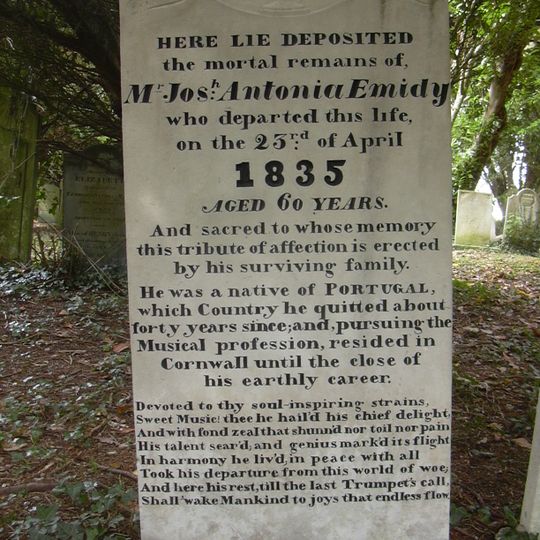 HERE LIE DEPOSITED
the mortal remains of,
Mr. Josh. Antonia Emidy
who departed this life,
on the 23rd. of April
1835
AGED 60 YEARS.
And sacred to whose memory
this tribute of affection is erected
by his surviving family.
He was a native of PORTUGAL,
which Country he quitted about
forty years since; and, pursuing the
Musical profession, resided in
Cornwall until the close of
his earthly career.
Devoted to thy soul-inspiring strains,
Sweet Music! thee he hail'd his chief delight,
And with fond zeal that shunn'd nor toil nor pain
His talent sear'd, and genius mark'd its flight
In harmony he liv'd, in peace with all
Took his departure from this world of woe;
And here his rest, till the last Trumpet's call,
Shall 'wake Mankind to joys that endless flow